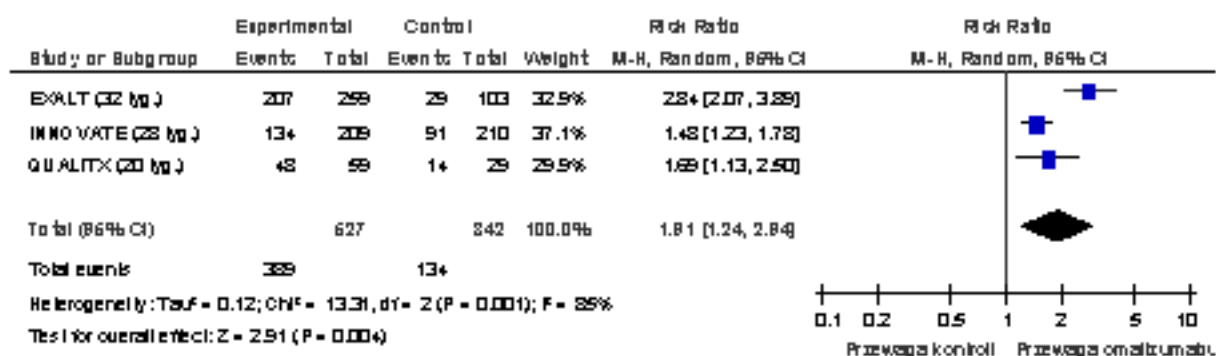 Experimental Control Risk Ratio Risk Ratio
Study or Subgroup Events Total Events Total Weight M-H, Random, 95% CI M-H, Random, 95% CI
EXALT (32 tyg.) 207 259 29 103 32.9% 2.84 [2.07, 3.89]
INNOVATE (28 tyg.) 134 209 91 210 37.1% 1.48 [1.23, 1.78]
QUALITX (20 tyg.) 48 59 14 29 29.9% 1.69 [1.13, 2.50]
Total (95% CI) 527 342 100.0% 1.91 [1.24, 2.94]
Total events 389 134
Heterogeneity: Tau² = 0.12; Chi² = 13.31, df = 2 (P = 0.001); I² = 85%
Test for overall effect: Z = 2.91 (P = 0.004)
0.1 0.2 0.5 1 2 5 10
Przewaga kontroli Przewaga omalizumabu